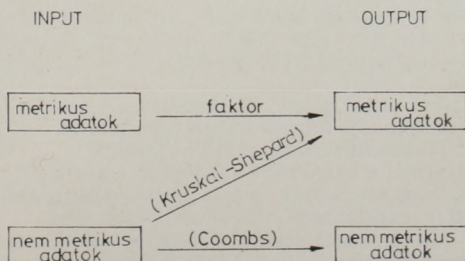 INPUT
OUTPUT
metrikus
adatok
faktor
metrikus
adatok
(Kruskal-Shepard)
nem metrikus
adatok
(Coombs)
nem metrikus
adatok